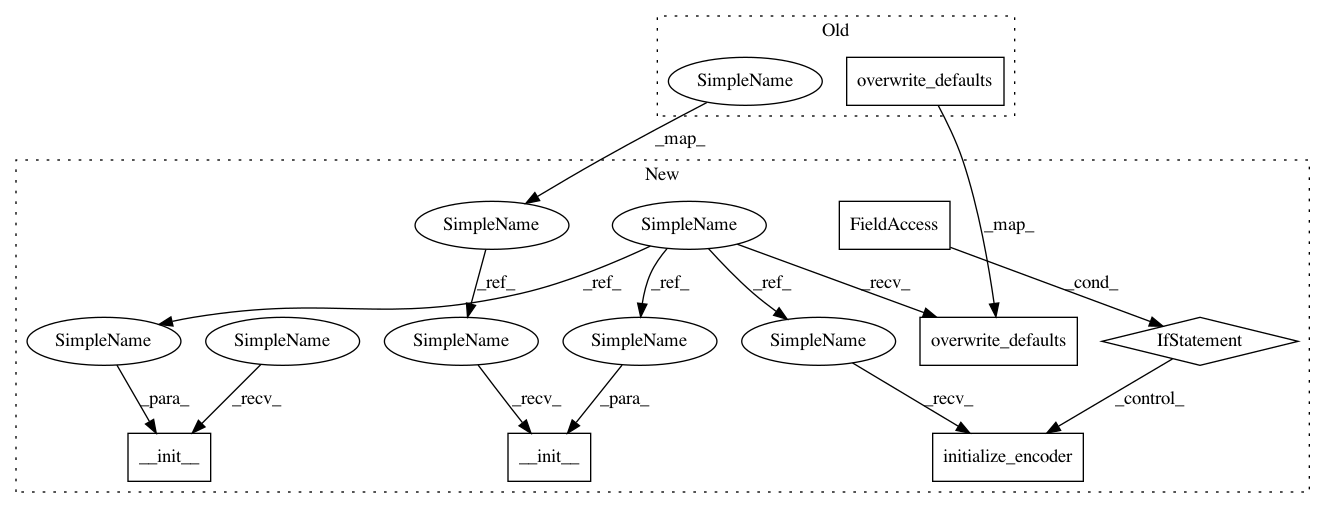 Old
SimpleName
overwrite_defaults
_map_
New
SimpleName
SimpleName
FieldAccess
_map_
_ref_
_ref_
_ref_
_ref_
_recv_
_cond_
SimpleName
SimpleName
SimpleName
SimpleName
SimpleName
overwrite_defaults
IfStatement
_para_
_recv_
_recv_
_para_
_recv_
_control_
__init__
__init__
initialize_encoder